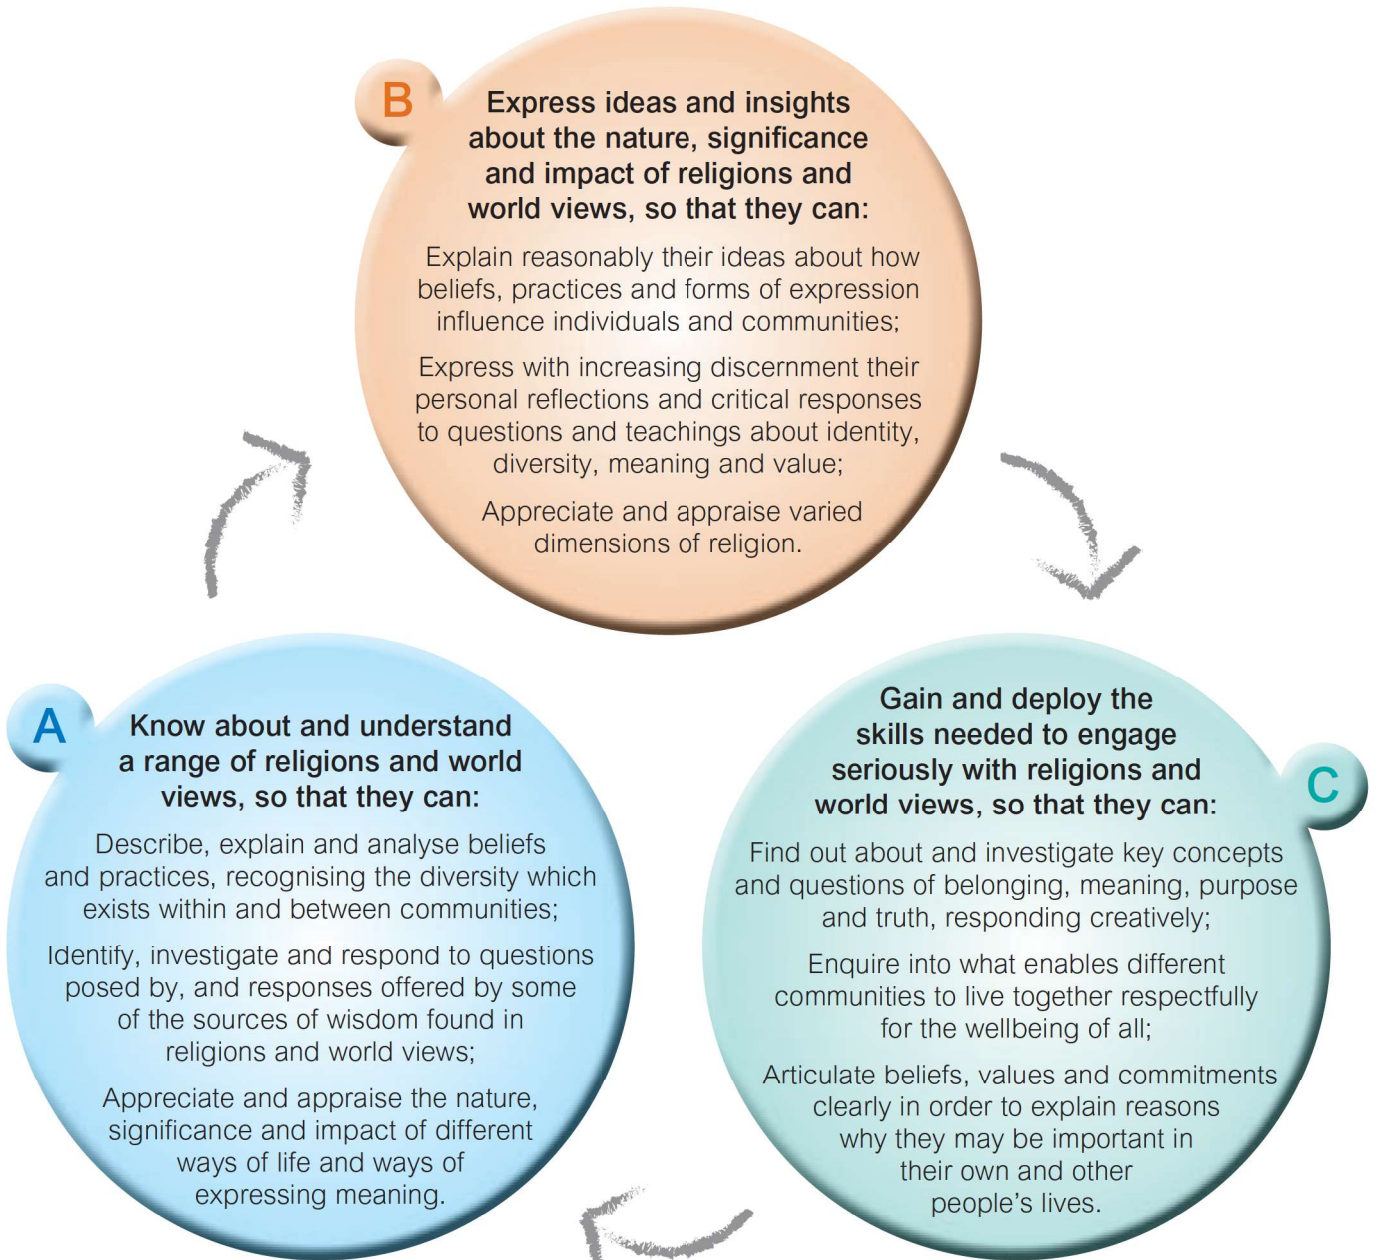 B
Express ideas and insights
about the nature, significance
and impact of religions and
world views, so that they can:
Explain reasonably their ideas about how
beliefs, practices and forms of expression
influence individuals and communities;
Express with increasing discernment their
personal reflections and critical responses
to questions and teachings about identity,
diversity, meaning and value;
Appreciate and appraise varied
dimensions of religion.
A
Know about and understand
a range of religions and world
views, so that they can:
Describe, explain and analyse beliefs
and practices, recognising the diversity which
exists within and between communities;
Identify, investigate and respond to questions
posed by, and responses offered by some
of the sources of wisdom found in
religions and world views;
Appreciate and appraise the nature,
significance and impact of different
ways of life and ways of
expressing meaning.
C
Gain and deploy the
skills needed to engage
seriously with religions and
world views, so that they can:
Find out about and investigate key concepts
and questions of belonging, meaning, purpose
and truth, responding creatively;
Enquire into what enables different
communities to live together respectfully
for the wellbeing of all;
Articulate beliefs, values and commitments
clearly in order to explain reasons
why they may be important in
their own and other
people's lives.